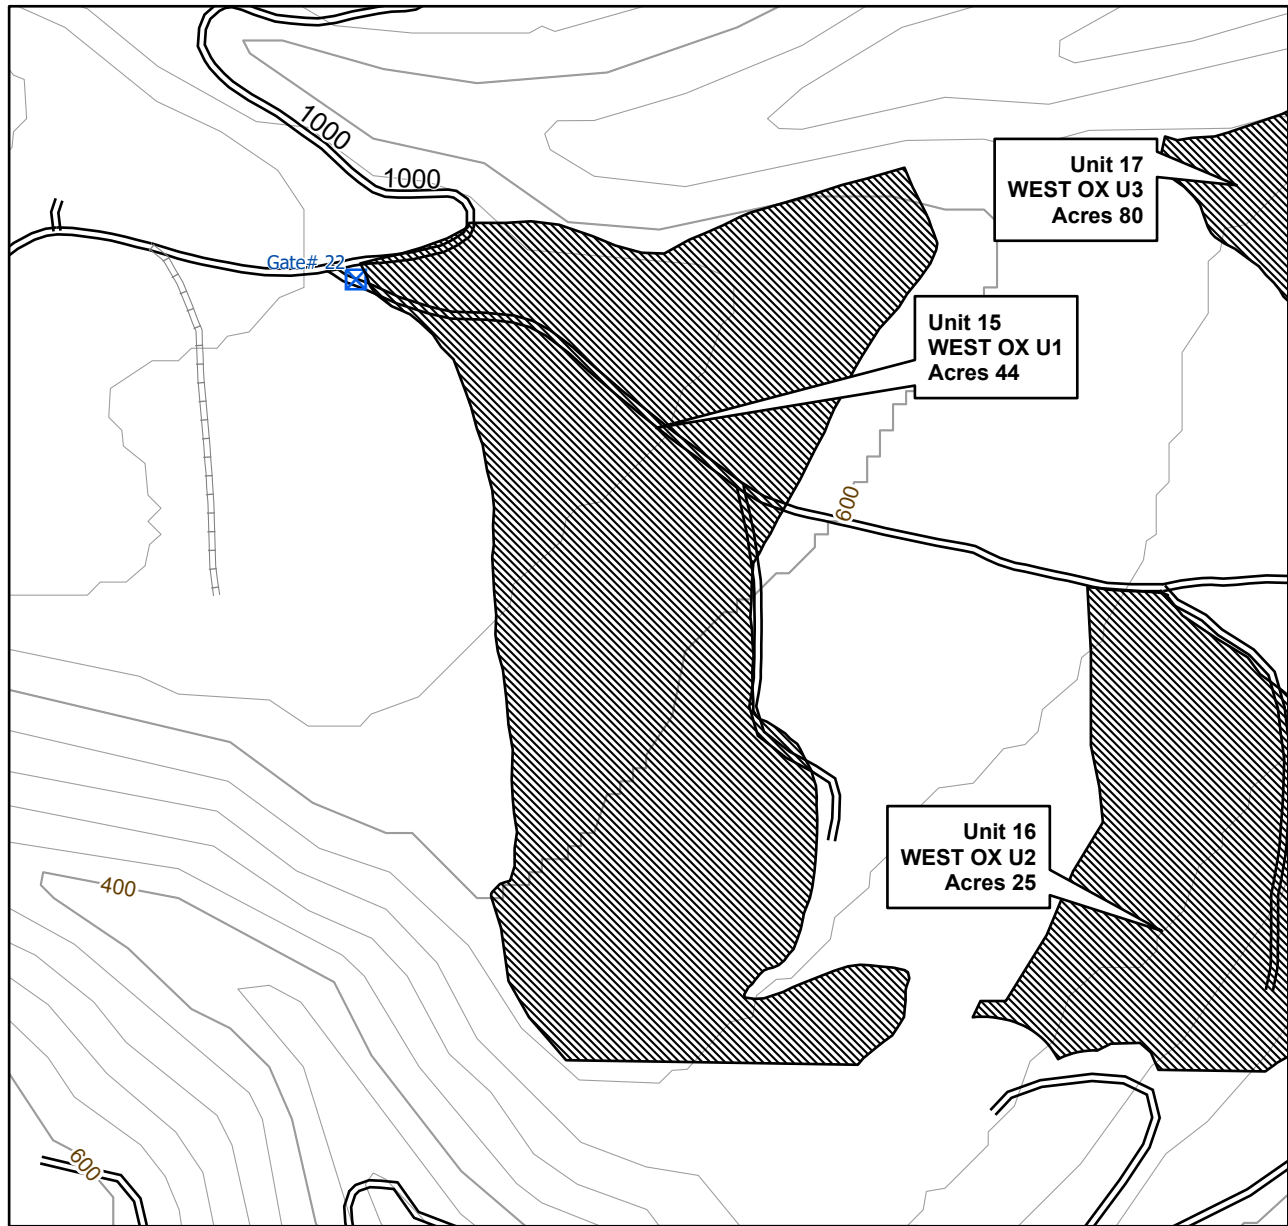 1000
1000
Unit 17
WEST OX U3
Acres 80
Gate# 22
Unit 15
WEST OX U1
Acres 44
600
Unit 16
WEST OX U2
Acres 25
400
600